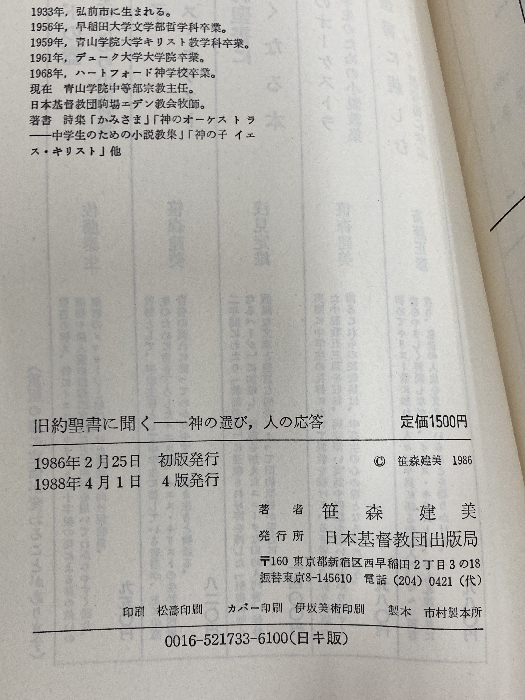 1933年，弘前市に生まれる。
1956年，早稲田大学文学部哲学科卒業。
1959年，青山学院大学キリスト教学科卒業。
1961年，デューク大学大学院卒業。
1968年，ハートフォード神学校卒業。
現在　青山学院中等部宗教主任。
日本基督教団駒場エデン教会牧師。
著書　詩集「かみさま」「神のオーケストラ
――中学生のための小説教集」「神の子 イエ
ス・キリスト」他
旧約聖書に聞く――神の選び，人の応答　定価1500円
1986年2月25日　初版発行　© 笹森建美 1986
1988年4月1日　4版発行
著者　笹森建美
発行所　日本基督教団出版局
〒160 東京都新宿区西早稲田2丁目3の18
振替東京8-145610　電話 (204) 0421 (代)
印刷　松濤印刷　カバー印刷　伊坂美術印刷　製本　市村製本所
0016-521733-6100(日キ販)